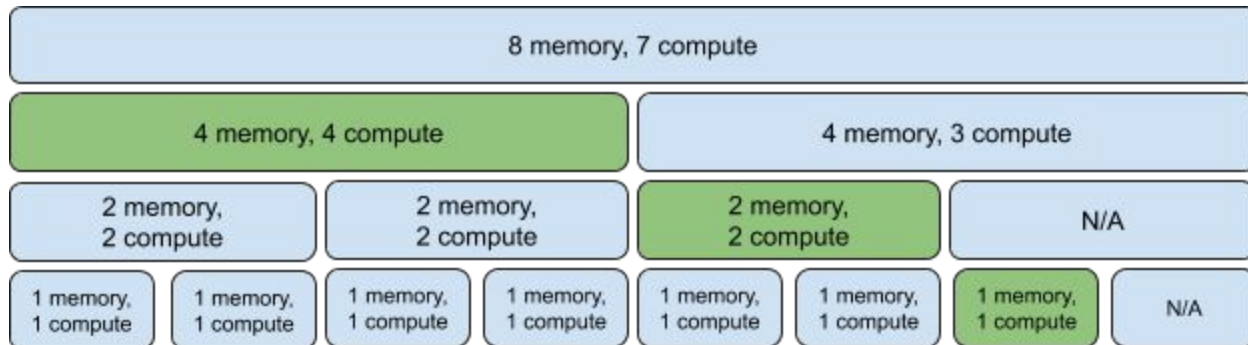 8 memory, 7 compute
4 memory, 4 compute
4 memory, 3 compute
2 memory,
2 compute
2 memory,
2 compute
2 memory,
2 compute
N/A
1 memory,
1 compute
1 memory,
1 compute
1 memory,
1 compute
1 memory,
1 compute
1 memory,
1 compute
1 memory,
1 compute
1 memory,
1 compute
N/A